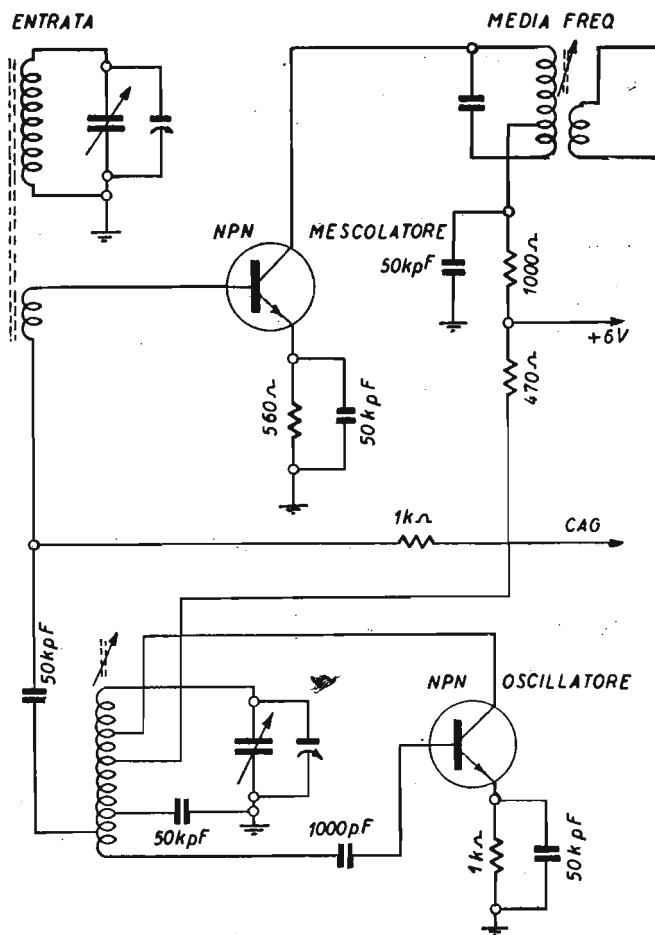 ENTRATA
MEDIA FREQ
NPN
MESCOLATORE
50kpF
1000Ω
+6V
470Ω
560Ω
50kpF
1kΩ
CAG
50kpF
NPN
OSCILLATORE
50kpF
1000pF
1kΩ
50kpF